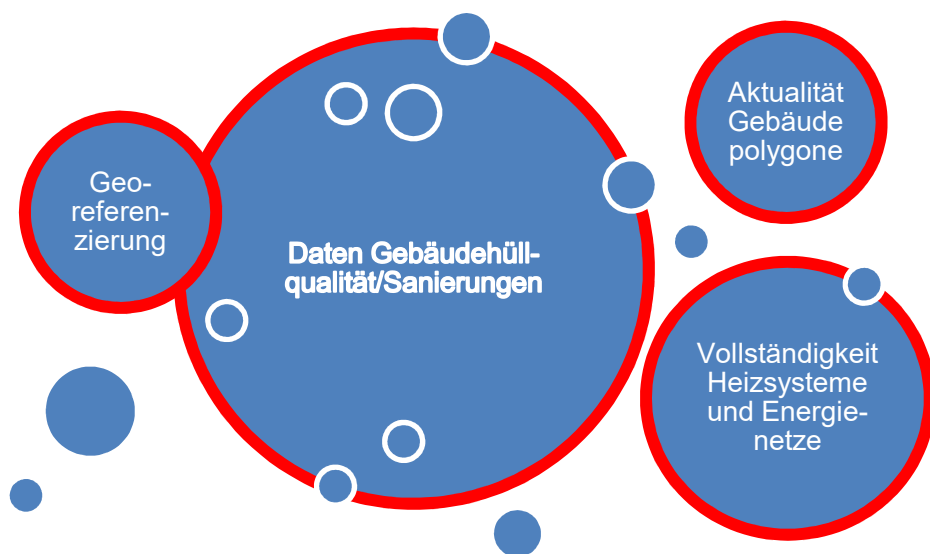 Geo-
referen-
zierung
Daten Gebäudehüll-
qualität/Sanierungen
Aktualität
Gebäude
polygone
Vollständigkeit
Heizsysteme
und Energie-
netze